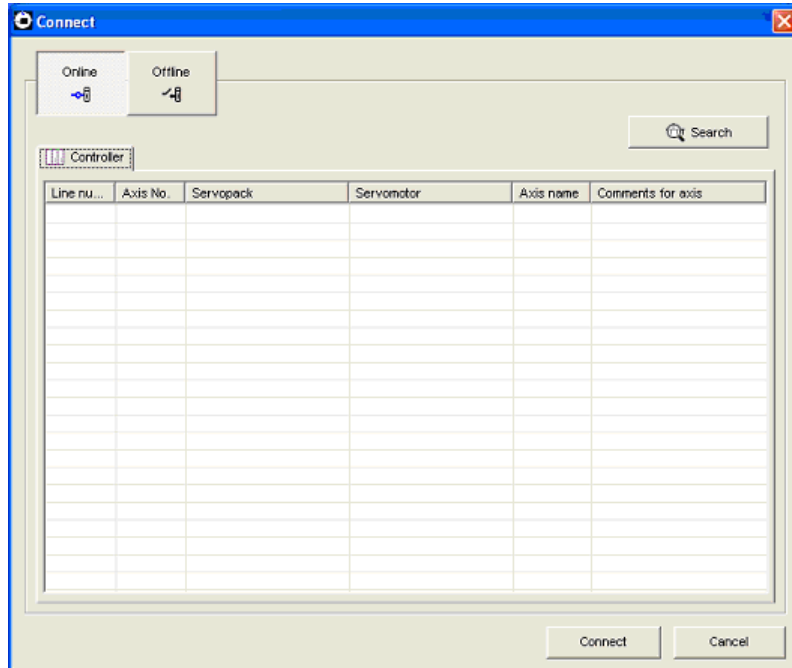 Connect
Online Offline
Search
Controller
Line nu... Axis No. Servopack Servomotor Axis name Comments for axis
Connect Cancel